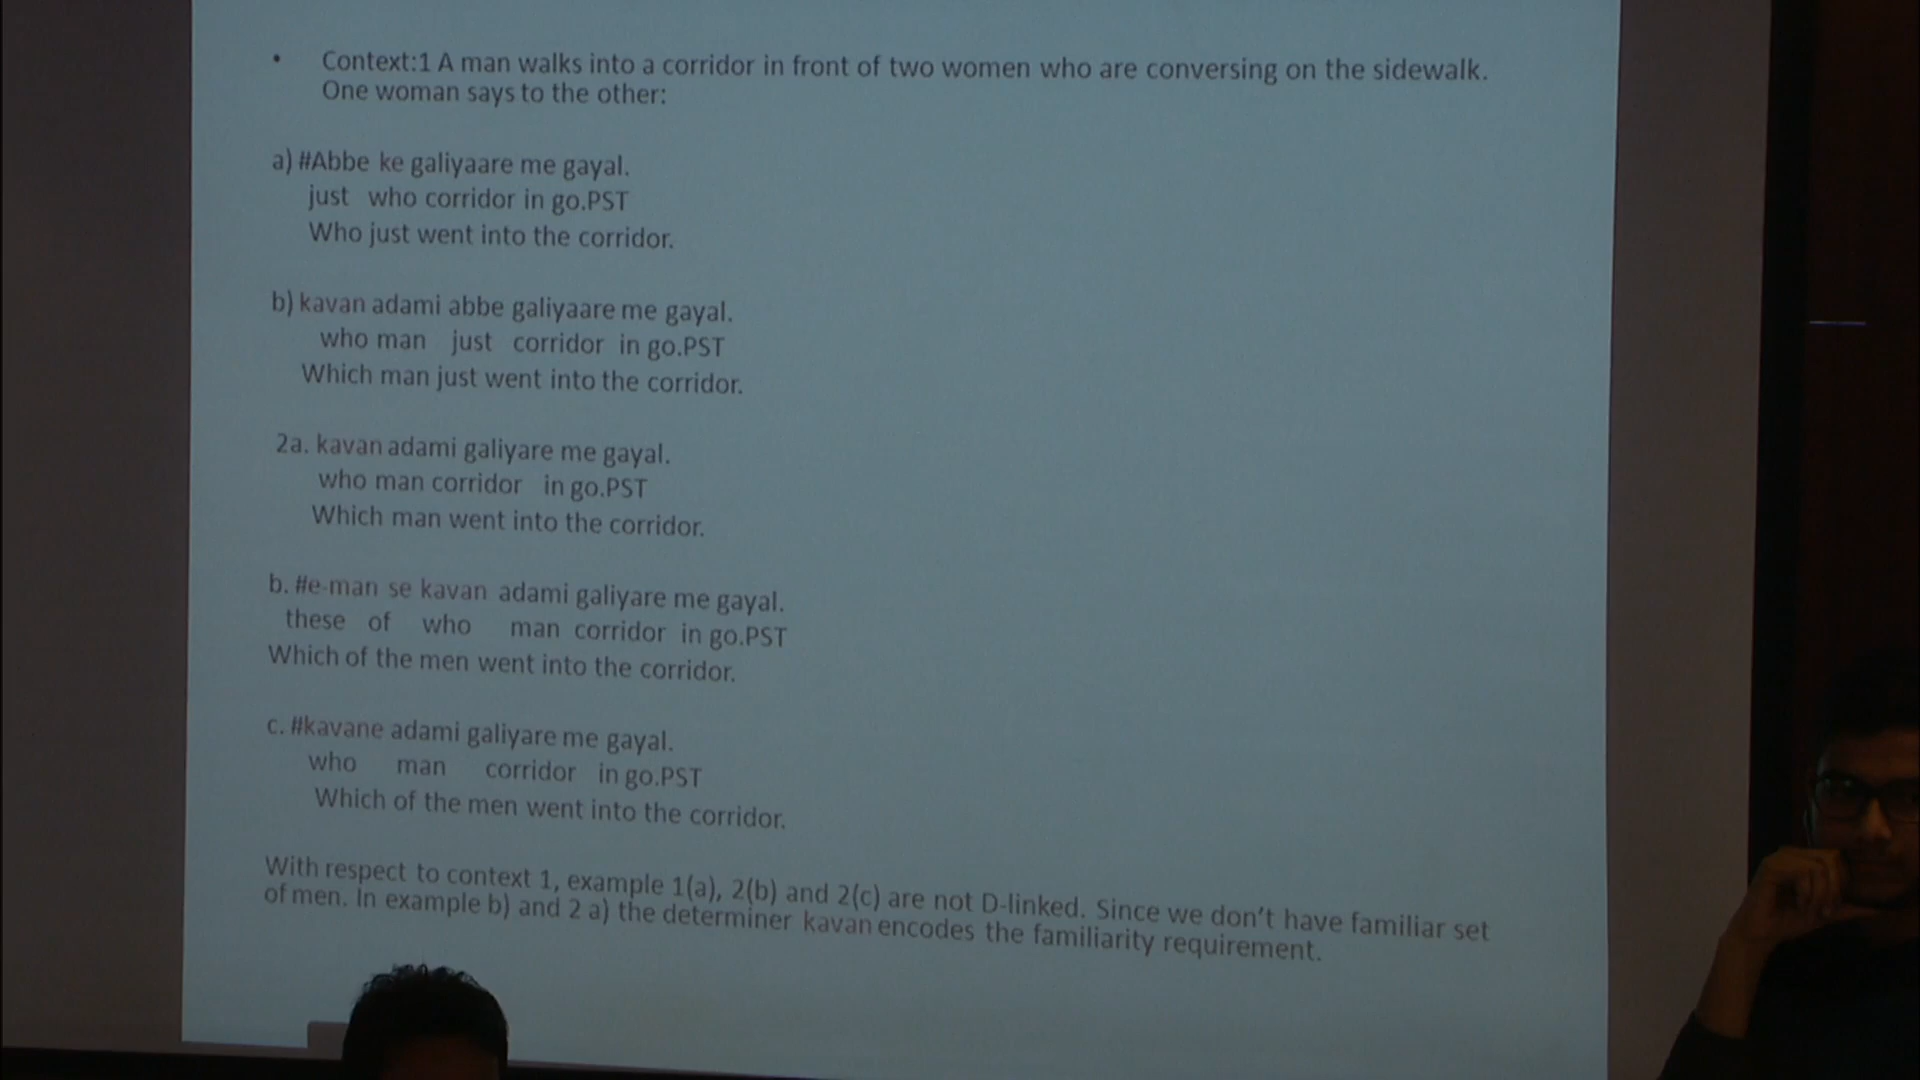 • Context:1 A man walks into a corridor in front of two women who are conversing on the sidewalk.
One woman says to the other:
a) #Abbe ke galiyaare me gayal.
just who corridor in go.PST
Who just went into the corridor.
b) kavan adami abbe galiyaare me gayal.
who man just corridor in go.PST
Which man just went into the corridor.
2a. kavan adami galiyare me gayal.
who man corridor in go.PST
Which man went into the corridor.
b. #e-man se kavan adami galiyare me gayal.
these of who man corridor in go.PST
Which of the men went into the corridor.
c. #kavane adami galiyare me gayal.
who man corridor in go.PST
Which of the men went into the corridor.
With respect to context 1, example 1(a), 2(b) and 2(c) are not D-linked. Since we don't have familiar set
of men. In example b) and 2 a) the determiner kavan encodes the familiarity requirement.